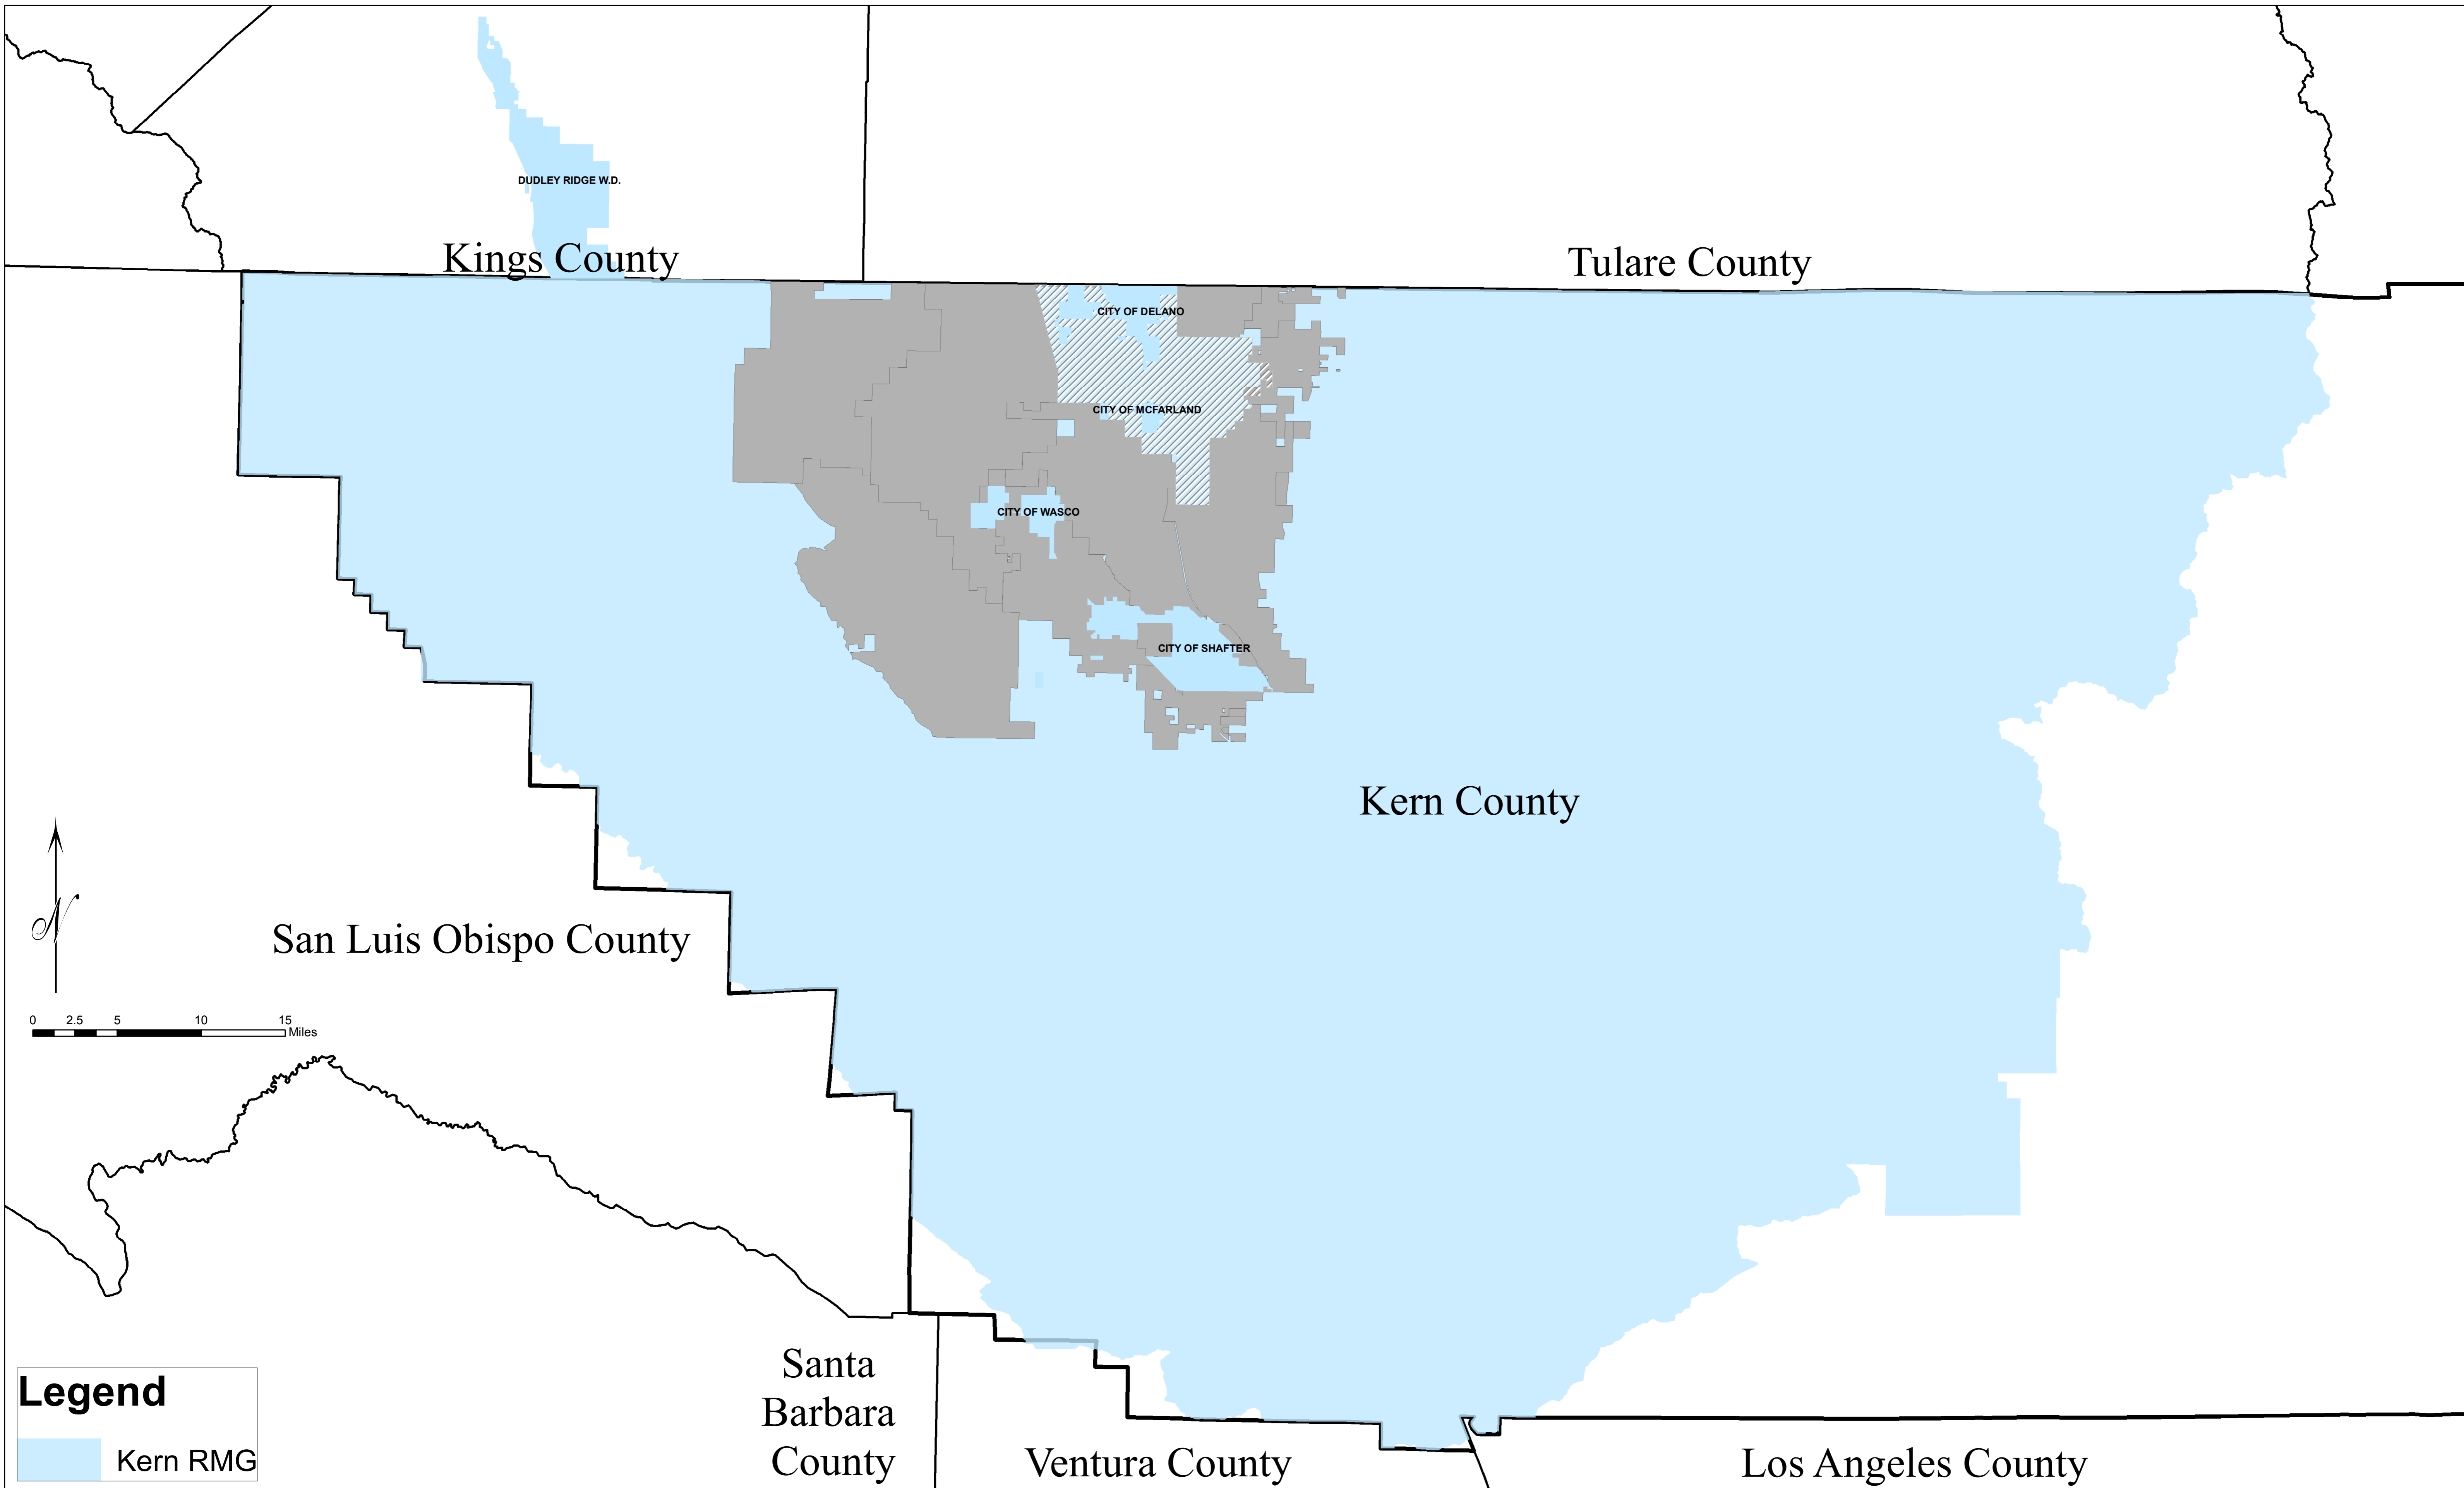 DUDLEY RIDGE W.D.
Kings County
Tulare County
CITY OF DELANO
CITY OF MCFARLAND
CITY OF WASCO
CITY OF SHAFTER
Kern County
N
San Luis Obispo County
0 2.5 5 10 15
Miles
Santa
Barbara
County
Ventura County
Los Angeles County
Legend
Kern RMG